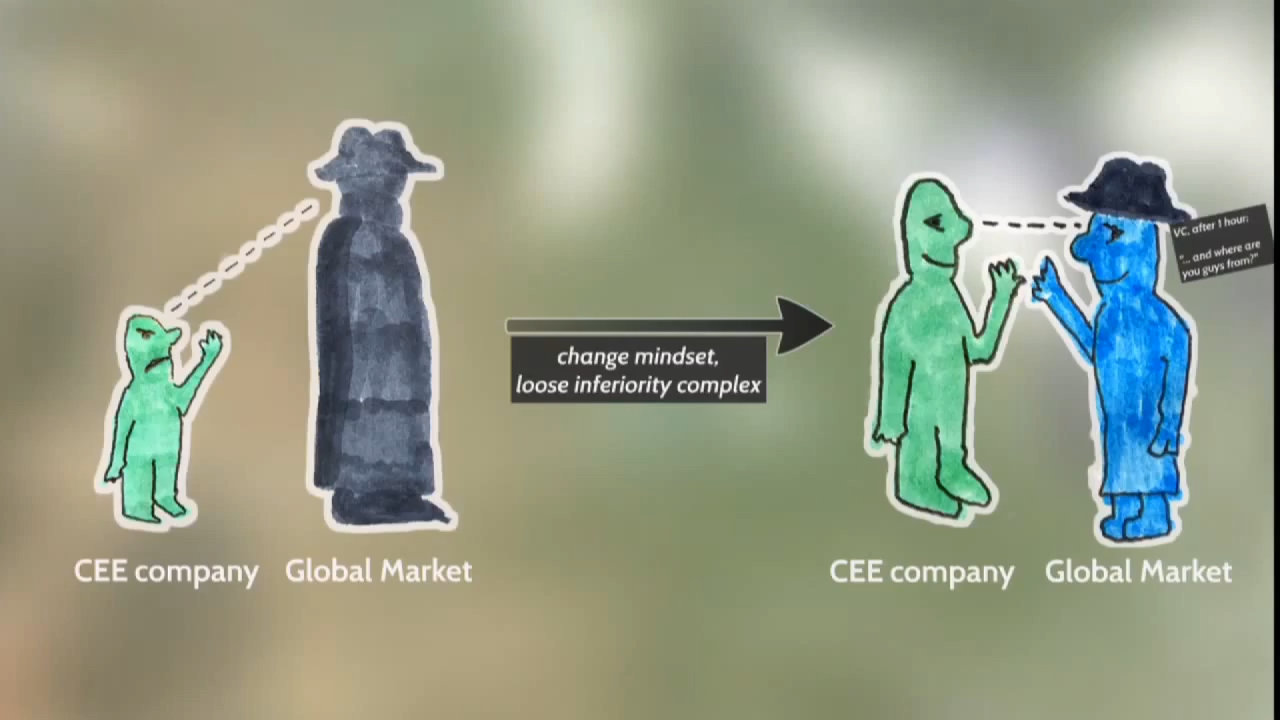 change mindset,
loose inferiority complex
VC, after 1 hour:
"... and where are
you guys from?"
CEE company
Global Market
CEE company
Global Market